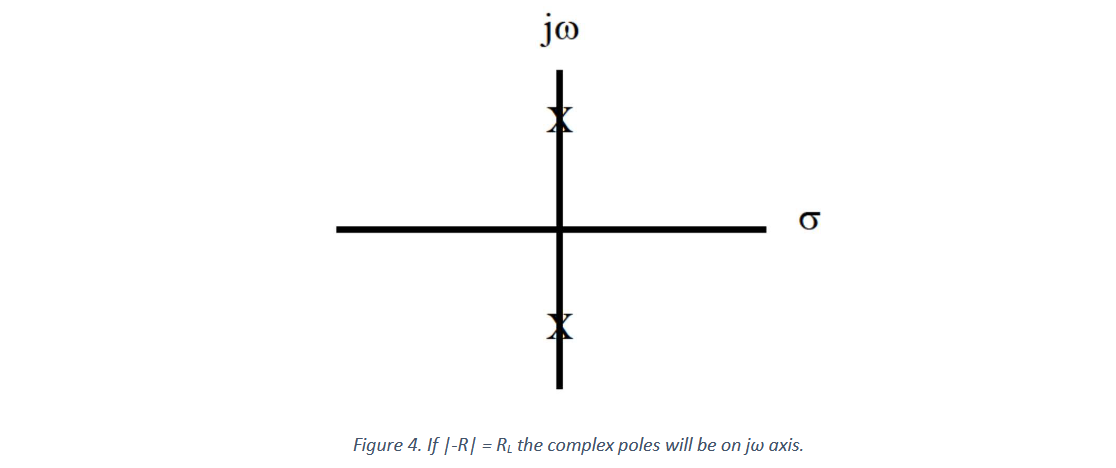 jω
X
σ
X
Figure 4. If |-R| = R_L the complex poles will be on jω axis.